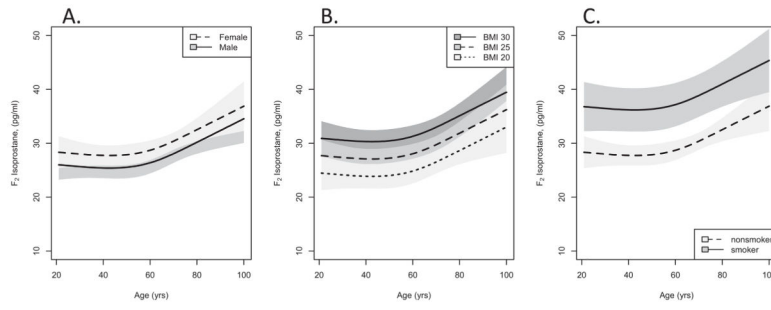 A.
Female
Male
F₂ Isoprostane, (pg/ml)
50
40
30
20
10
20 40 60 80 100
Age (yrs)
B.
BMI 30
BMI 25
BMI 20
F₂ Isoprostane, (pg/ml)
50
40
30
20
10
20 40 60 80 100
Age (yrs)
C.
F₂ Isoprostane, (pg/ml)
50
40
30
20
10
nonsmoker
smoker
20 40 60 80 100
Age (yrs)